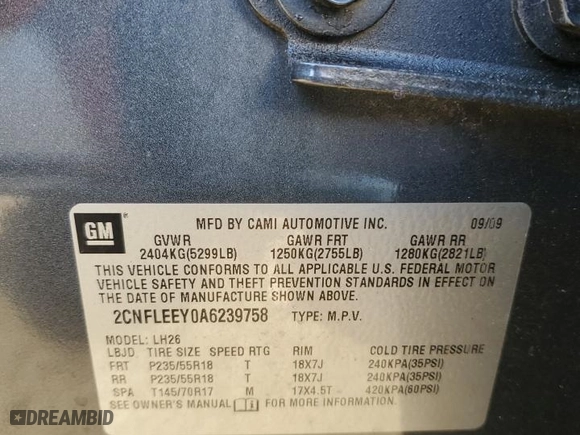 GM
MFD BY CAMI AUTOMOTIVE INC. 09/09
GVWR GAWR FRT GAWR RR
2404KG(5299LB) 1250KG(2755LB) 1280KG(2821LB)
THIS VEHICLE CONFORMS TO ALL APPLICABLE U.S. FEDERAL MOTOR
VEHICLE SAFETY AND THEFT PREVENTION STANDARDS IN EFFECT ON
THE DATE OF MANUFACTURE SHOWN ABOVE.
2CNFLEEY0A6239758 TYPE: M.P.V.
MODEL: LH26
LBJD TIRE SIZE SPEED RTG RIM COLD TIRE PRESSURE
FRT P235/55R18 T 18X7J 240KPA(35PSI)
RR P235/55R18 T 18X7J 240KPA(35PSI)
SPA T145/70R17 M 17X4.5T 420KPA(60PSI)
SEE OWNER'S MANUAL FOR MORE INFORMATION.
DREAMBID